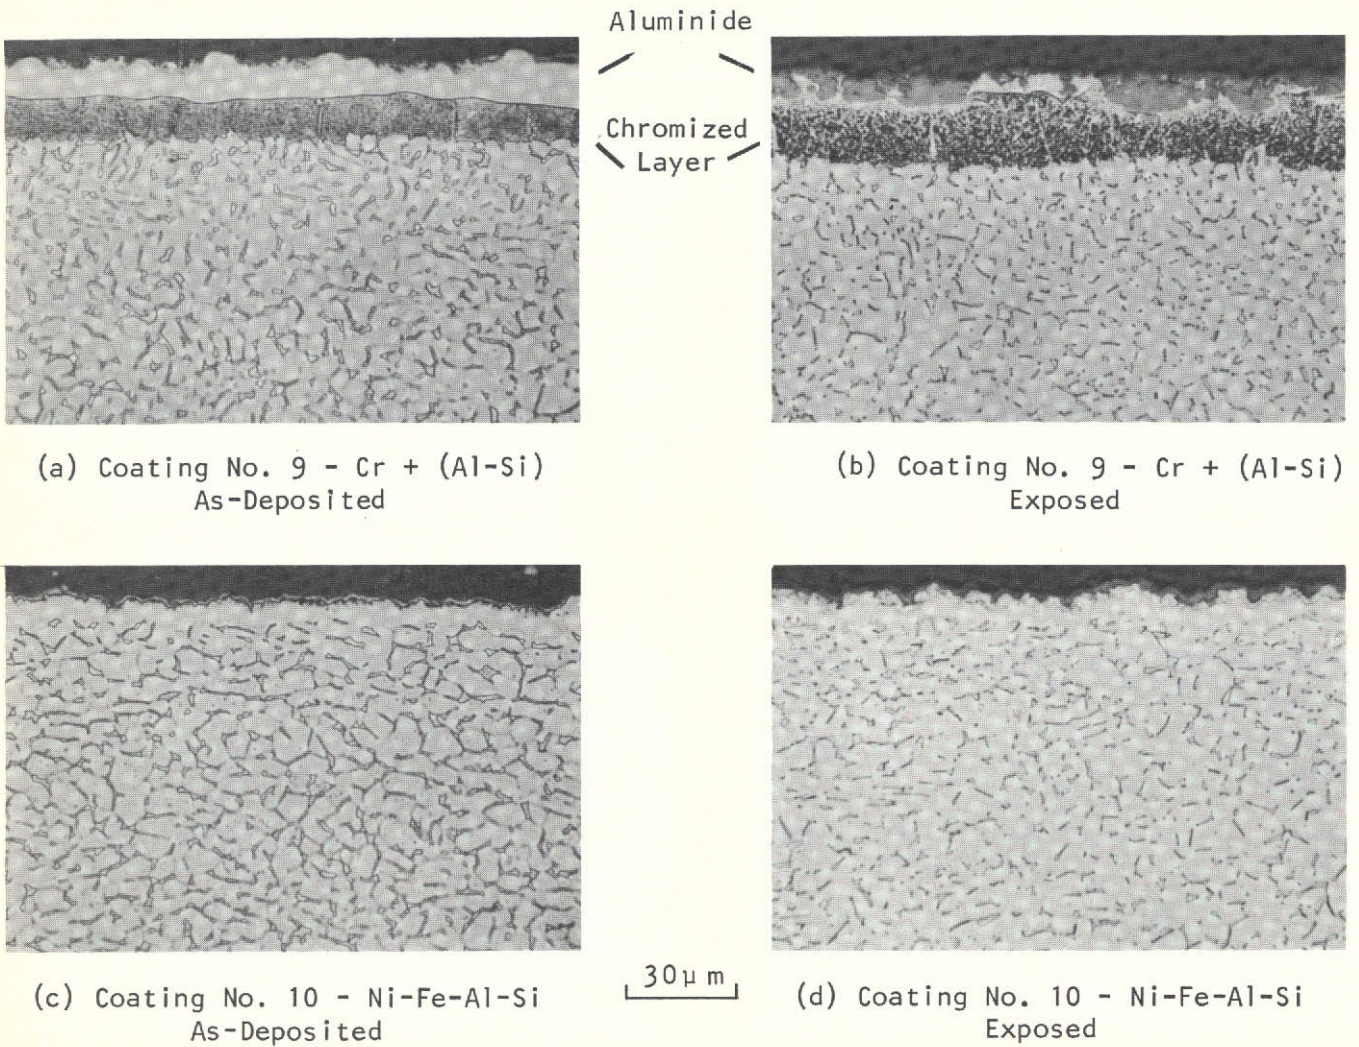 Aluminide
Chromized
Layer
(a) Coating No. 9 - Cr + (Al-Si)
As-Deposited
(b) Coating No. 9 - Cr + (Al-Si)
Exposed
30μm
(c) Coating No. 10 - Ni-Fe-Al-Si
As-Deposited
(d) Coating No. 10 - Ni-Fe-Al-Si
Exposed